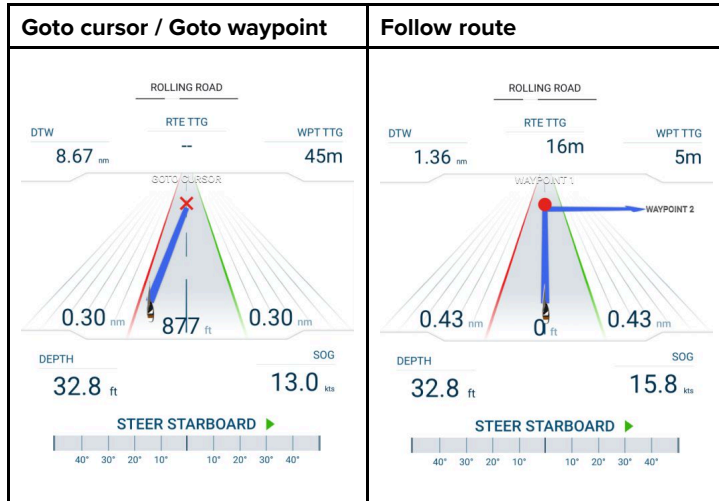 Goto cursor / Goto waypoint
ROLLING ROAD
DTW
RTE TTG
WPT TTG
8.67 nm
--
45m
GOTO CURSOR
0.30 nm
877 ft
0.30 nm
DEPTH
SOG
32.8 ft
13.0 kts
STEER STARBOARD
40° 30° 20° 10° 10° 20° 30° 40°
Follow route
ROLLING ROAD
DTW
RTE TTG
WPT TTG
1.36 nm
16m
5m
WAYPOINT 1
WAYPOINT 2
0.43 nm
0 ft
0.43 nm
DEPTH
SOG
32.8 ft
15.8 kts
STEER STARBOARD
40° 30° 20° 10° 10° 20° 30° 40°